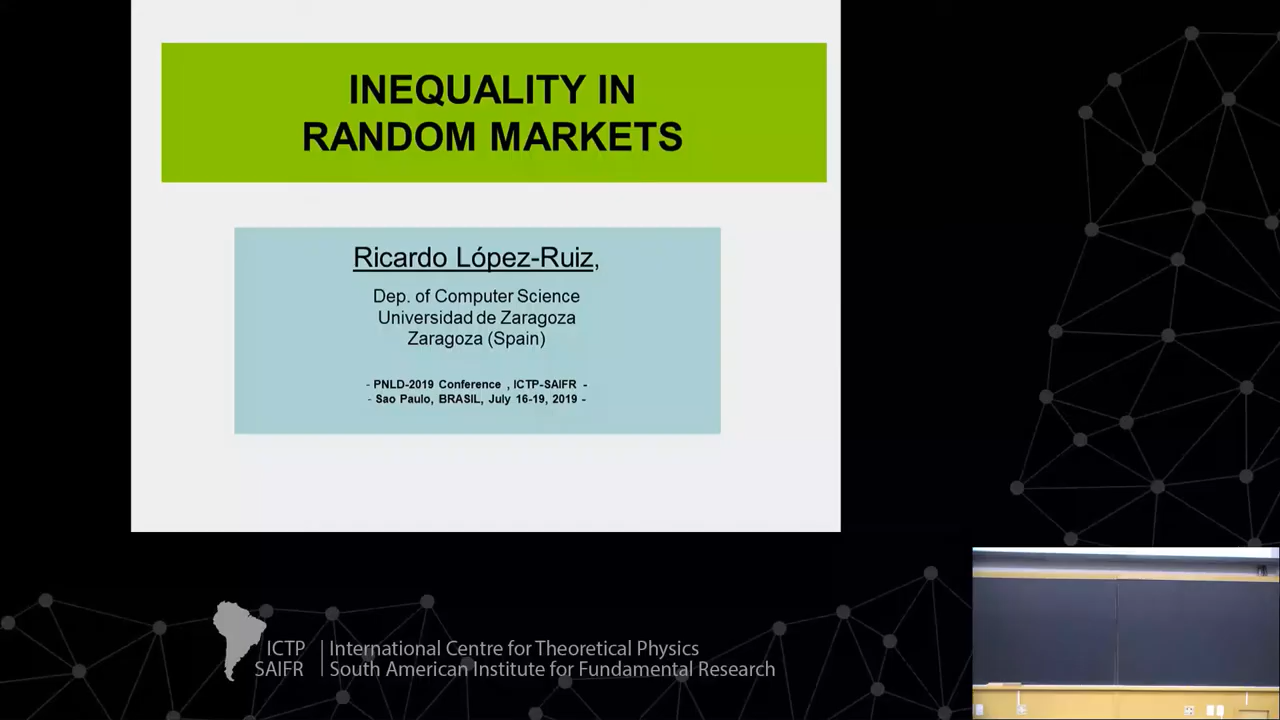 INEQUALITY IN
RANDOM MARKETS
Ricardo López-Ruiz,
Dep. of Computer Science
Universidad de Zaragoza
Zaragoza (Spain)
- PNLD-2019 Conference , ICTP-SAIFR -
- Sao Paulo, BRASIL, July 16-19, 2019 -
ICTP | International Centre for Theoretical Physics
SAIFR | South American Institute for Fundamental Research